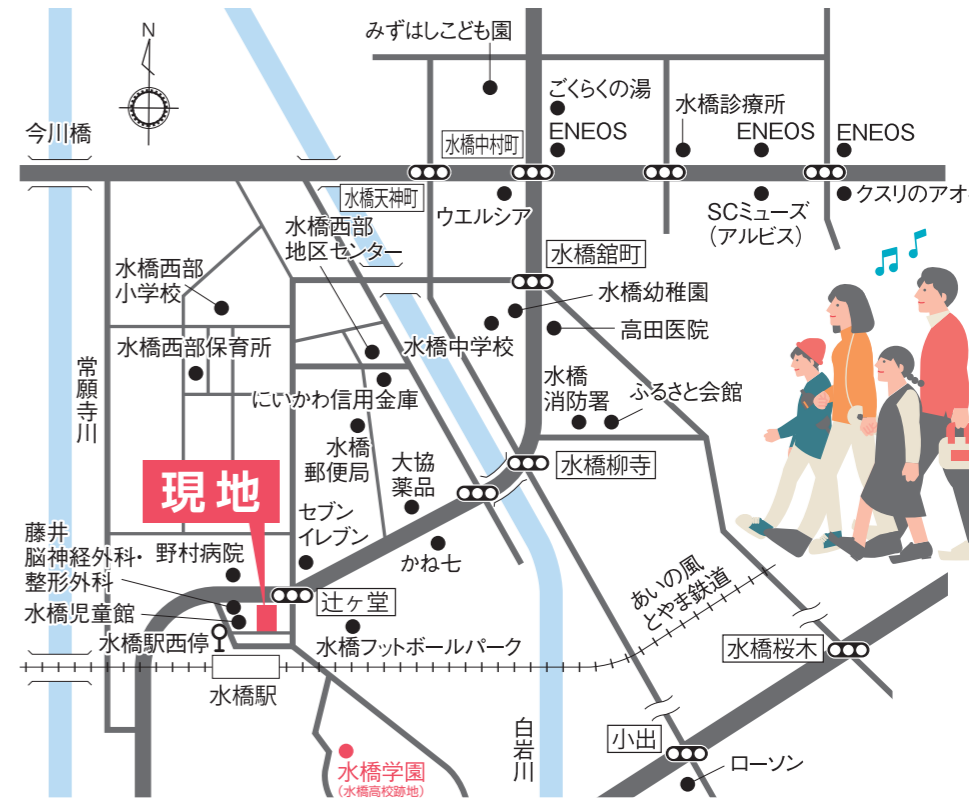 N
みずはしこども園
ごくらくの湯
水橋診療所
ENEOS
ENEOS
ENEOS
今川橋
水橋中村町
水橋天神町
ウエルシア
SCミューズ
(アルビス)
クスリのアオ
水橋西部
地区センター
水橋舘町
水橋西部
小学校
水橋幼稚園
水橋中学校
高田医院
水橋西部保育所
常願寺川
にいかわ信用金庫
水橋
消防署
ふるさと会館
水橋
郵便局
大協
薬品
水橋柳寺
現地
セブン
イレブン
かね七
藤井
脳神経外科・
整形外科
野村病院
水橋児童館
辻ヶ堂
水橋駅西停
水橋フットボールパーク
あいの風
とやま鉄道
水橋桜木
水橋駅
白岩川
小出
水橋学園
(水橋高校跡地)
ローソン